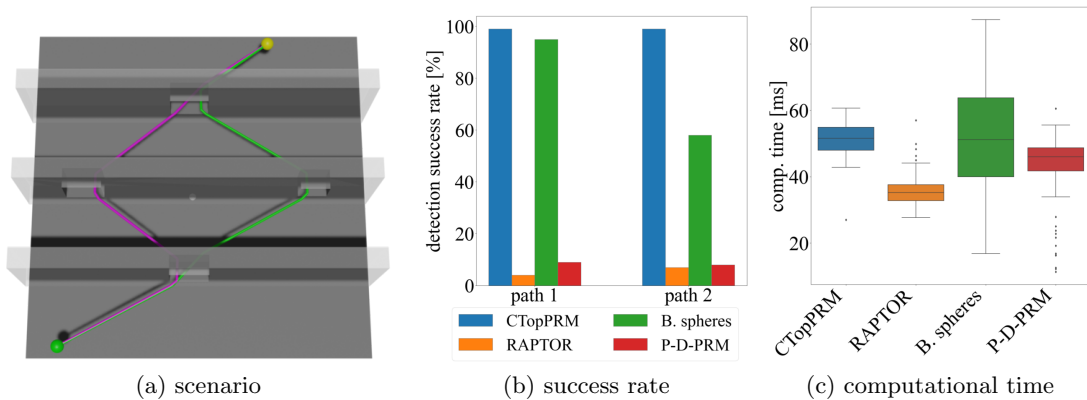 detection success rate [%]
100
80
60
40
20
0
path 1
path 2
CTopPRM
B. spheres
RAPTOR
P-D-PRM
comp. time [ms]
80
60
40
20
CTopPRM
RAPTOR
B. spheres
P-D-PRM
(a) scenario
(b) success rate
(c) computational time